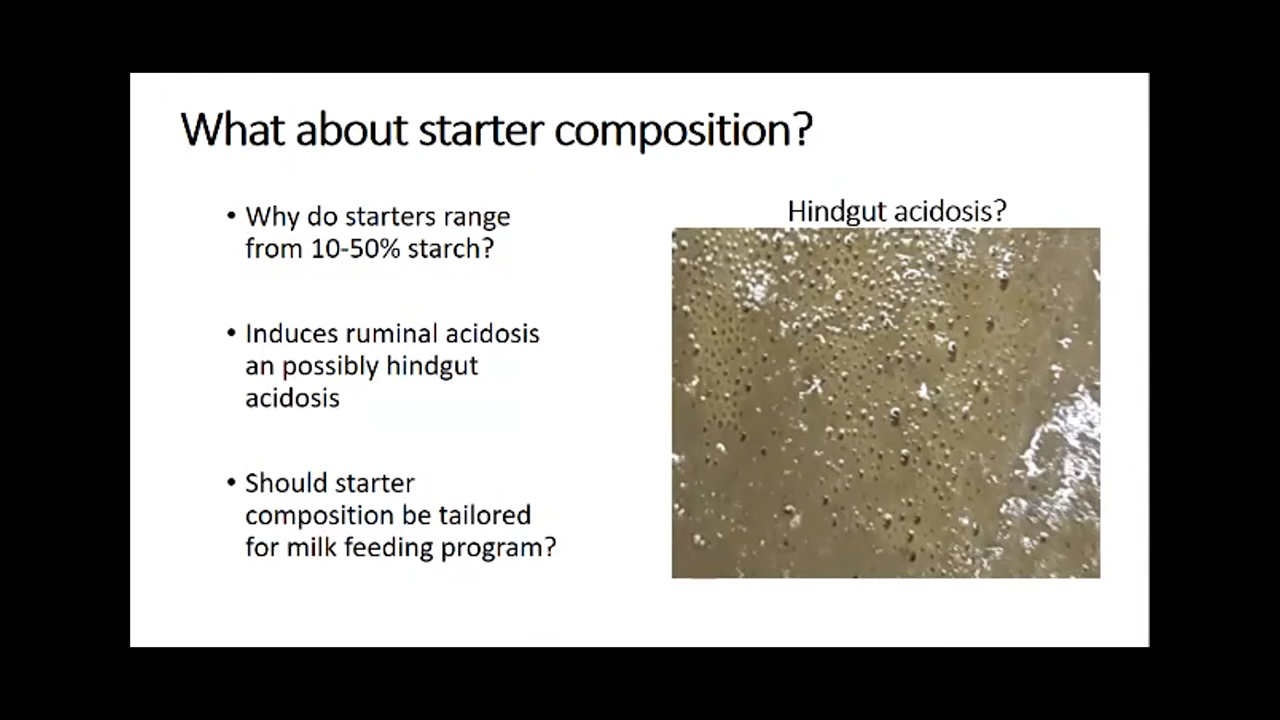 What about starter composition?
• Why do starters range
from 10-50% starch?
• Induces ruminal acidosis
an possibly hindgut
acidosis
• Should starter
composition be tailored
for milk feeding program?
Hindgut acidosis?